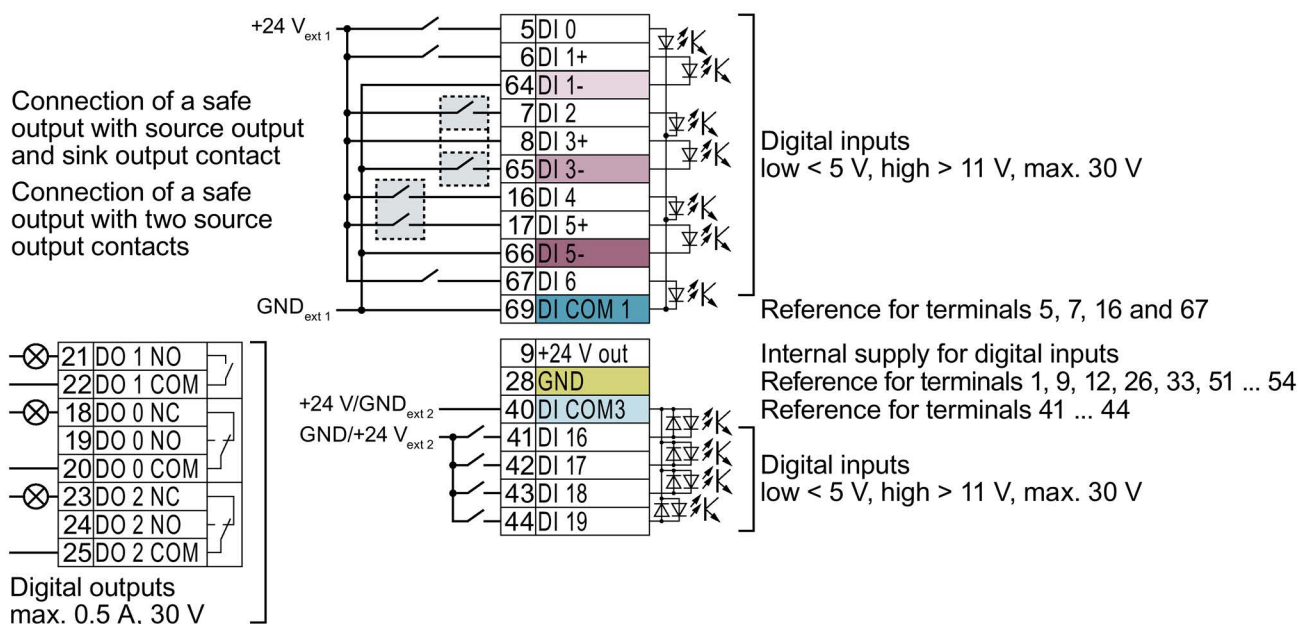 +24 V ext 1
5 DI 0
6 DI 1+
64 DI 1-
7 DI 2
8 DI 3+
65 DI 3-
16 DI 4
17 DI 5+
66 DI 5-
67 DI 6
GND ext 1
69 DI COM 1
Connection of a safe
output with source output
and sink output contact
Connection of a safe
output with two source
output contacts
Digital inputs
low < 5 V, high > 11 V, max. 30 V
Reference for terminals 5, 7, 16 and 67
21 DO 1 NO
22 DO 1 COM
18 DO 0 NC
19 DO 0 NO
20 DO 0 COM
23 DO 2 NC
24 DO 2 NO
25 DO 2 COM
Digital outputs
max. 0.5 A, 30 V
9 +24 V out
28 GND
+24 V/GND ext 2
40 DI COM3
GND/+24 V ext 2
41 DI 16
42 DI 17
43 DI 18
44 DI 19
Internal supply for digital inputs
Reference for terminals 1, 9, 12, 26, 33, 51 ... 54
Reference for terminals 41 ... 44
Digital inputs
low < 5 V, high > 11 V, max. 30 V